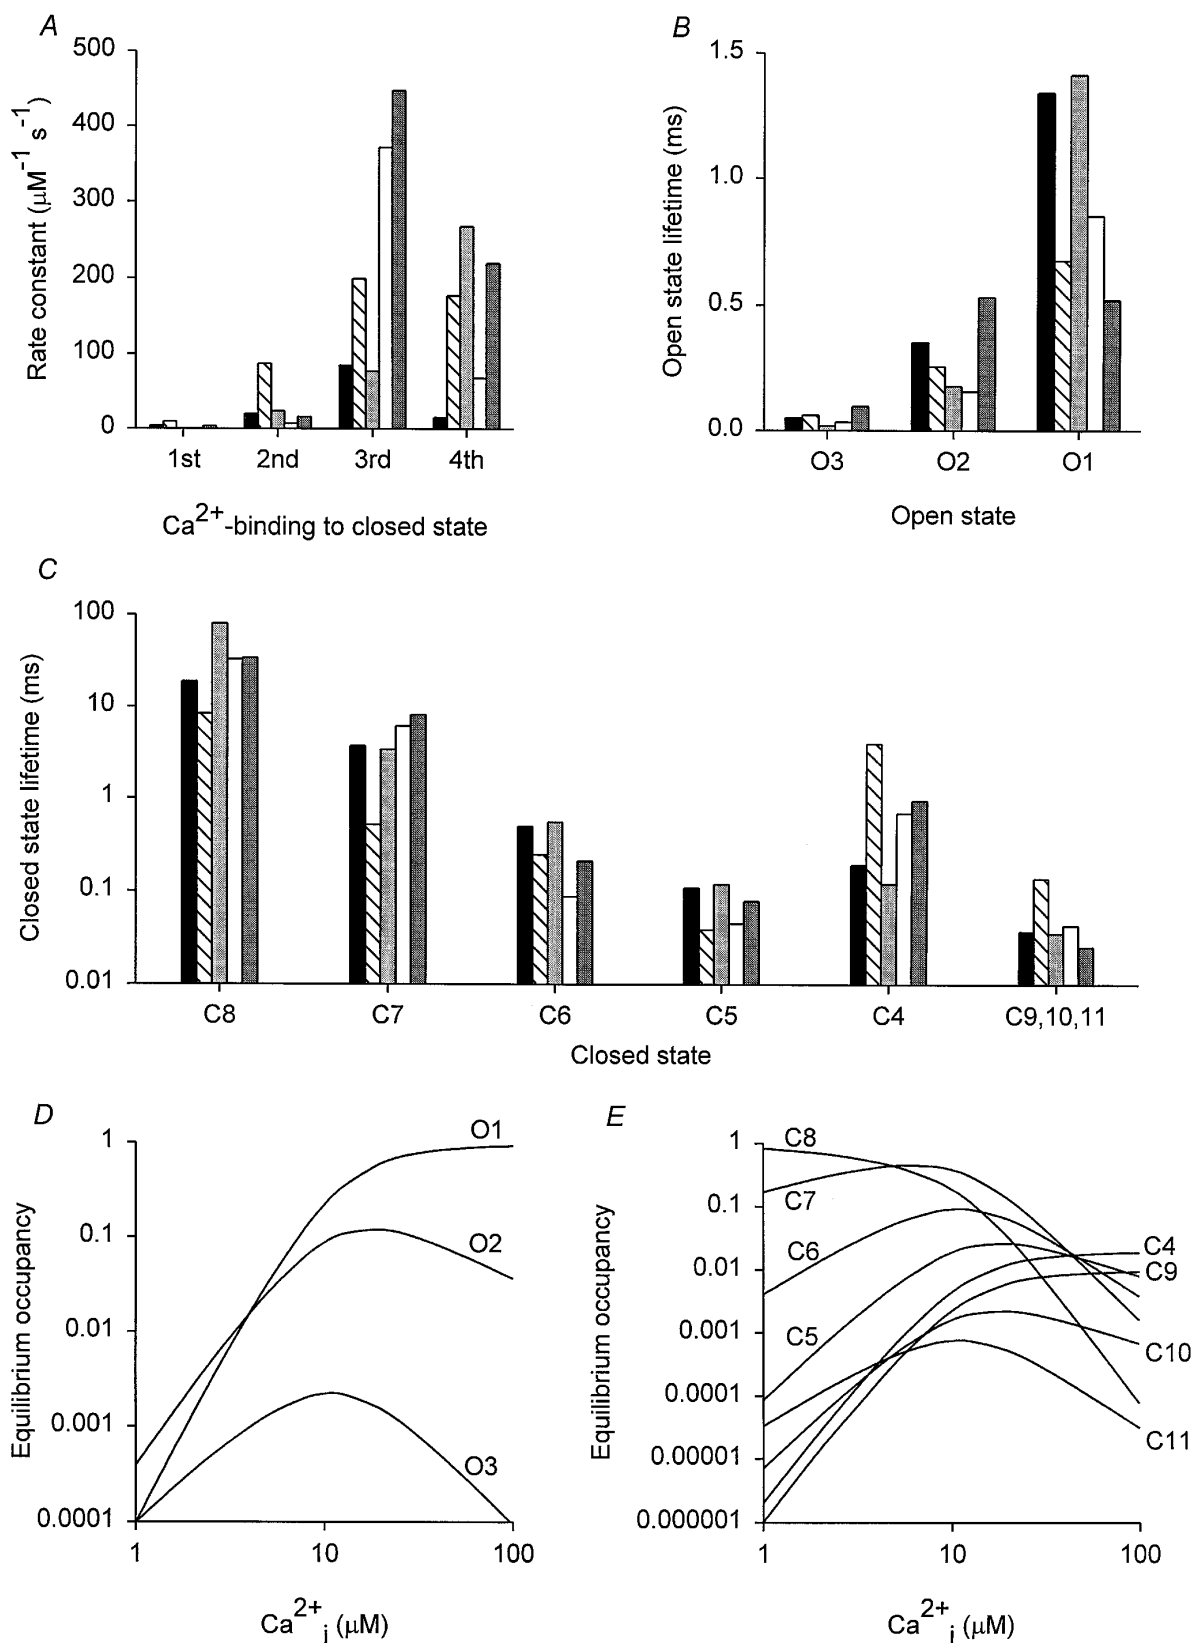 A
500
400
300
200
100
0
Rate constant (μM-1 s-1)
1st 2nd 3rd 4th
Ca2+-binding to closed state
B
1.5
1.0
0.5
0.0
Open state lifetime (ms)
O3 O2 O1
Open state
C
100
10
1
0.1
0.01
Closed state lifetime (ms)
C8 C7 C6 C5 C4 C9,10,11
Closed state
D
1
0.1
0.01
0.001
0.0001
Equilibrium occupancy
O1
O2
O3
1 10 100
Ca2+i (μM)
E
1
0.1
0.01
0.001
0.0001
0.00001
0.000001
Equilibrium occupancy
C8
C7
C6
C5
C4
C9
C10
C11
1 10 100
Ca2+i (μM)